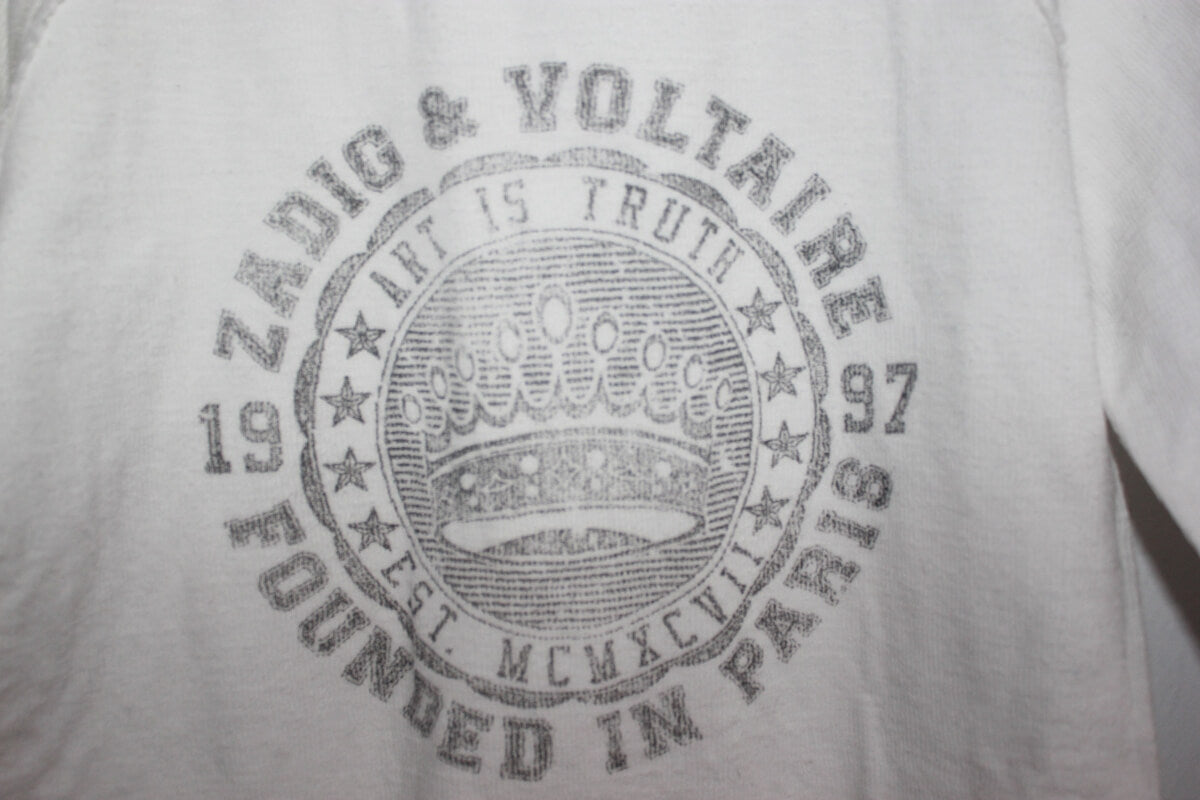 ZADIG & VOLTAIRE
ART IS TRUTH
19 97
EST. MCMXCVII
FOUNDED IN PARIS